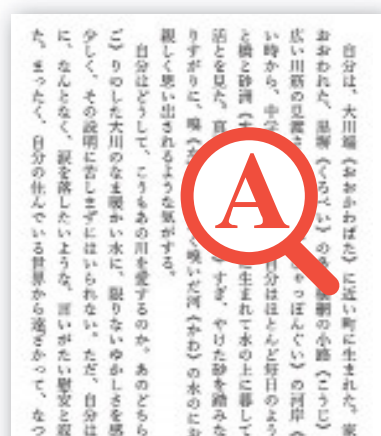 自分は、大川端《おおかわばた》に近い町に生まれた。家
おおわれた、黒塀《くろべい》の 網の小路《こうじ》
広い川筋の見渡さ っぽんぐい》の河岸《
い時から、中学 自分はほとんど毎日のよう
と橋と砂洲《 に生まれて水の上に暮して
活とを見た。真 すぎ、やけた砂を踏みな
りすがりに、嗅《 く嗅いだ河《かわ》の水のにお
親しく思い出されるような気がする。
自分はどうして、こうもあの川を愛するのか。あのどちら
ご》りのした大川のなま暖かい水に、限りないゆかしさを感
少しく、その説明に苦しまずにはいられない。ただ、自分は
に、なんとなく、涙を落したいような、言いがたい慰安と寂
た。まったく、自分の住んでいる世界から遠ざかって、なつ
A